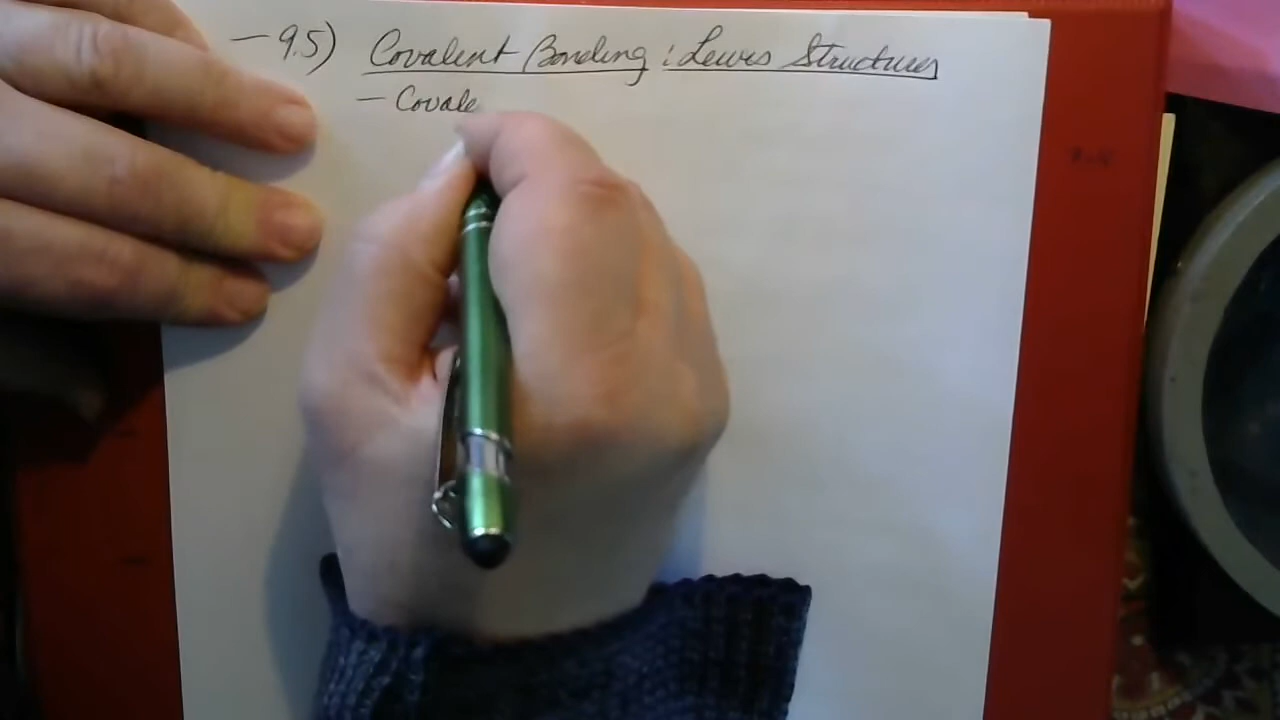 — 9.5) Covalent Bonding : Lewis Structures
— Covale